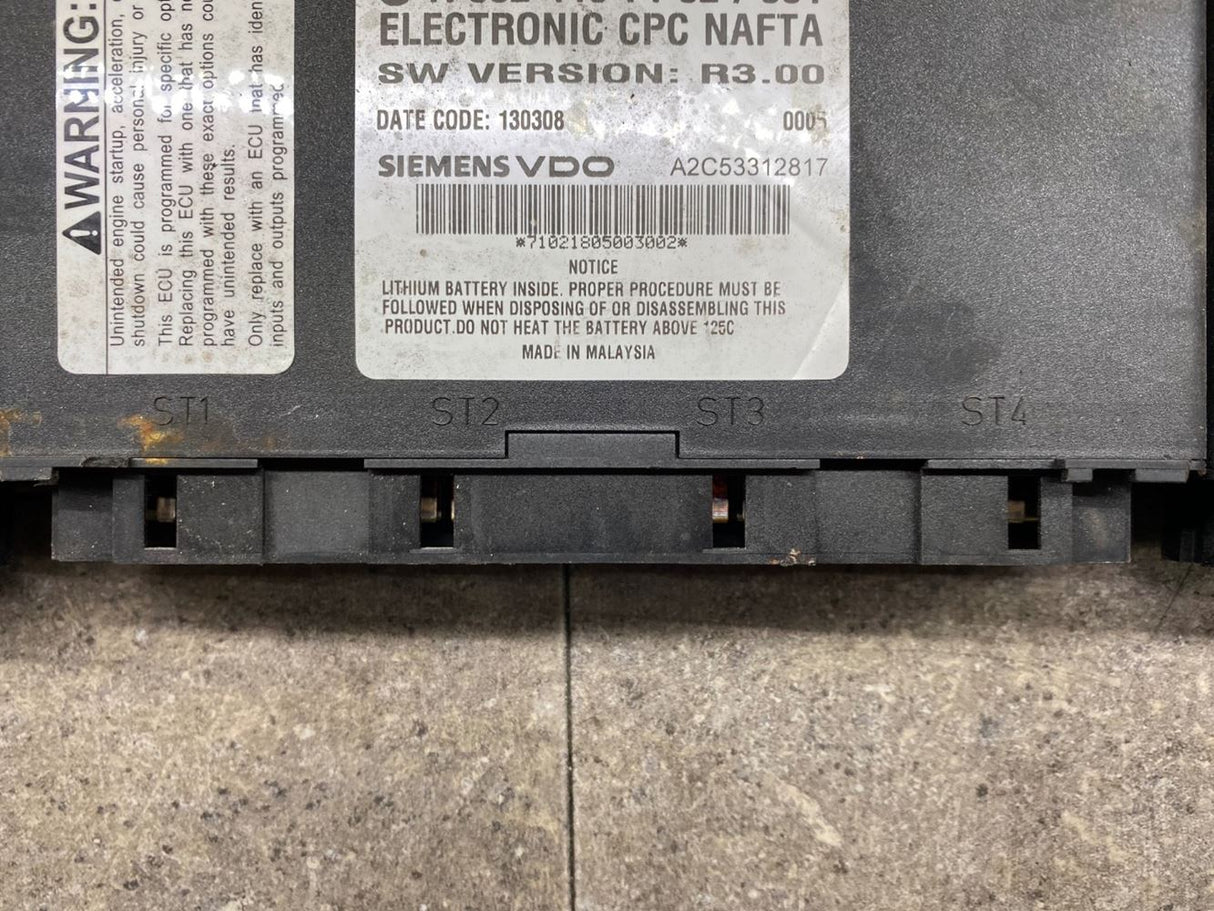 WARNING:
Unintended engine startup, acceleration,
shutdown could cause personal injury or
This ECU is programmed for specific
Replacing this ECU with one that has
programmed with these exact options
have unintended results.
Only replace with an ECU that has
inputs and outputs programmed
ELECTRONIC CPC NAFTA
SW VERSION: R3.00
DATE CODE: 130308 0005
SIEMENS VDO A2C53312817
*71021805003002*
NOTICE
LITHIUM BATTERY INSIDE. PROPER PROCEDURE MUST BE
FOLLOWED WHEN DISPOSING OF OR DISASSEMBLING THIS
PRODUCT.DO NOT HEAT THE BATTERY ABOVE 125C
MADE IN MALAYSIA
ST1 ST2 ST3 ST4